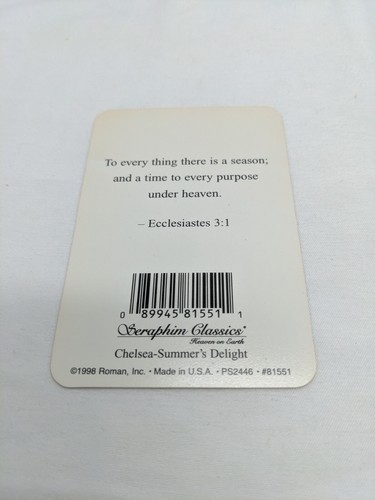 To every thing there is a season;
and a time to every purpose
under heaven.
– Ecclesiastes 3:1
0 89945 81551 1
Seraphim Classics®
Heaven on Earth
Chelsea-Summer's Delight
©1998 Roman, Inc. • Made in U.S.A. • PS2446 • #81551